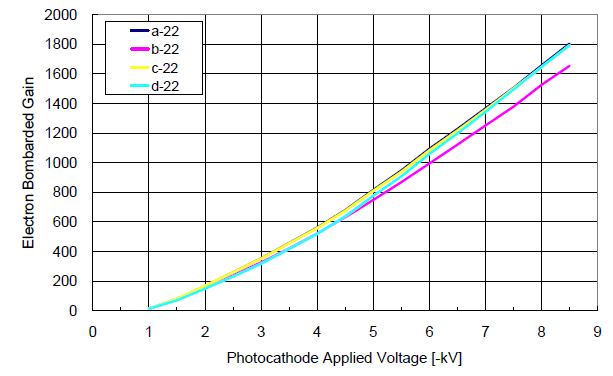 2000
1800
1600
1400
1200
1000
800
600
400
200
0
Electron Bombarded Gain
a-22
b-22
c-22
d-22
0 1 2 3 4 5 6 7 8 9
Photocathode Applied Voltage [-kV]